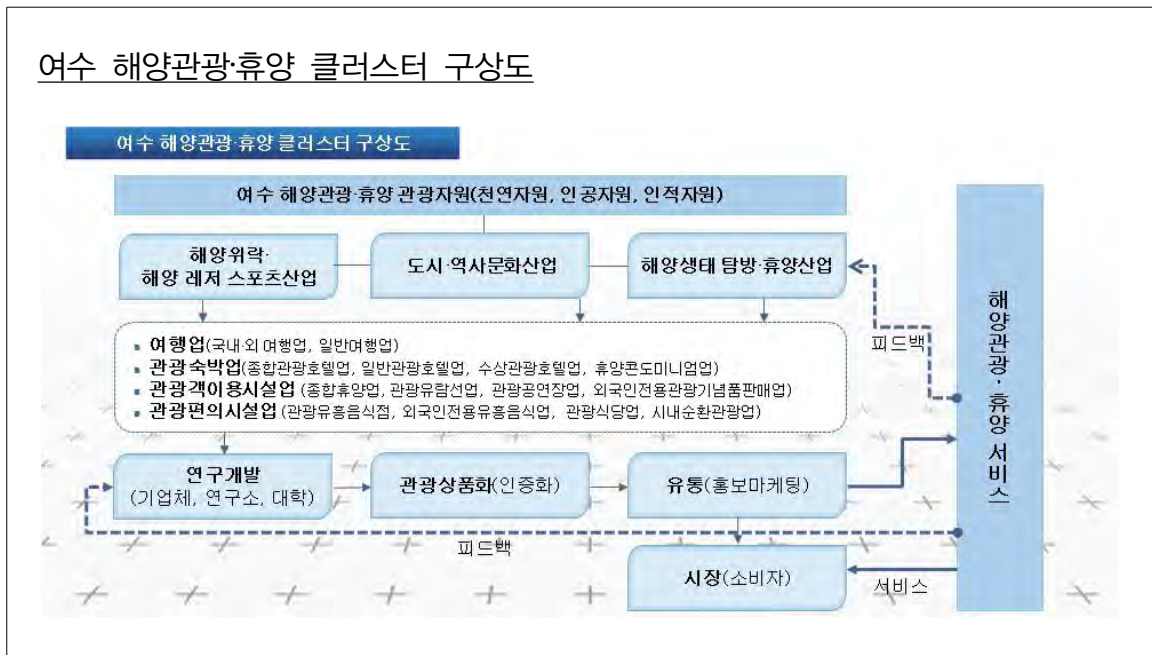 여수 해양관광·휴양 클러스터 구상도
여수 해양관광·휴양 클러스터 구상도
여수 해양관광·휴양 관광자원(천연자원, 인공자원, 인적자원)
해양위락·
해양 레저 스포츠산업
도시·역사문화산업
해양생태 탐방·휴양산업
피드백
▪ 여행업(국내·외 여행업, 일반여행업)
▪ 관광숙박업(종합관광호텔업, 일반관광호텔업, 수상관광호텔업, 휴양콘도미니엄업)
▪ 관광객이용시설업 (종합휴양업, 관광유람선업, 관광공연장업, 외국인전용관광기념품판매업)
▪ 관광편의시설업 (관광유흥음식점, 외국인전용유흥음식업, 관광식당업, 시내순환관광업)
연구개발
(기업체, 연구소, 대학)
관광상품화(인증화)
유통(홍보마케팅)
피드백
시장(소비자)
서비스
해양관광·휴양 서비스